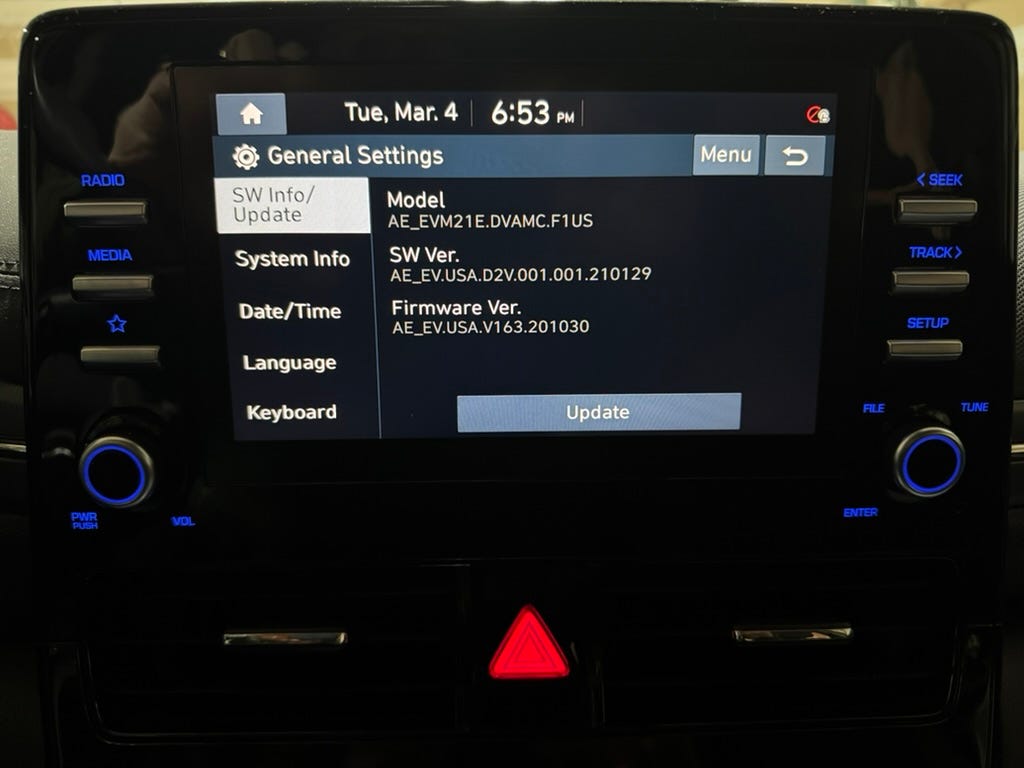 Tue, Mar. 4 6:53 PM
General Settings Menu
RADIO
MEDIA
PWR
PUSH
VOL
SW Info/
Update
System Info
Date/Time
Language
Keyboard
Model
AE_EVM21E.DVAMC.F1US
SW Ver.
AE_EV.USA.D2V.001.001.210129
Firmware Ver.
AE_EV.USA.V163.201030
Update
< SEEK
TRACK >
SETUP
FILE
TUNE
ENTER